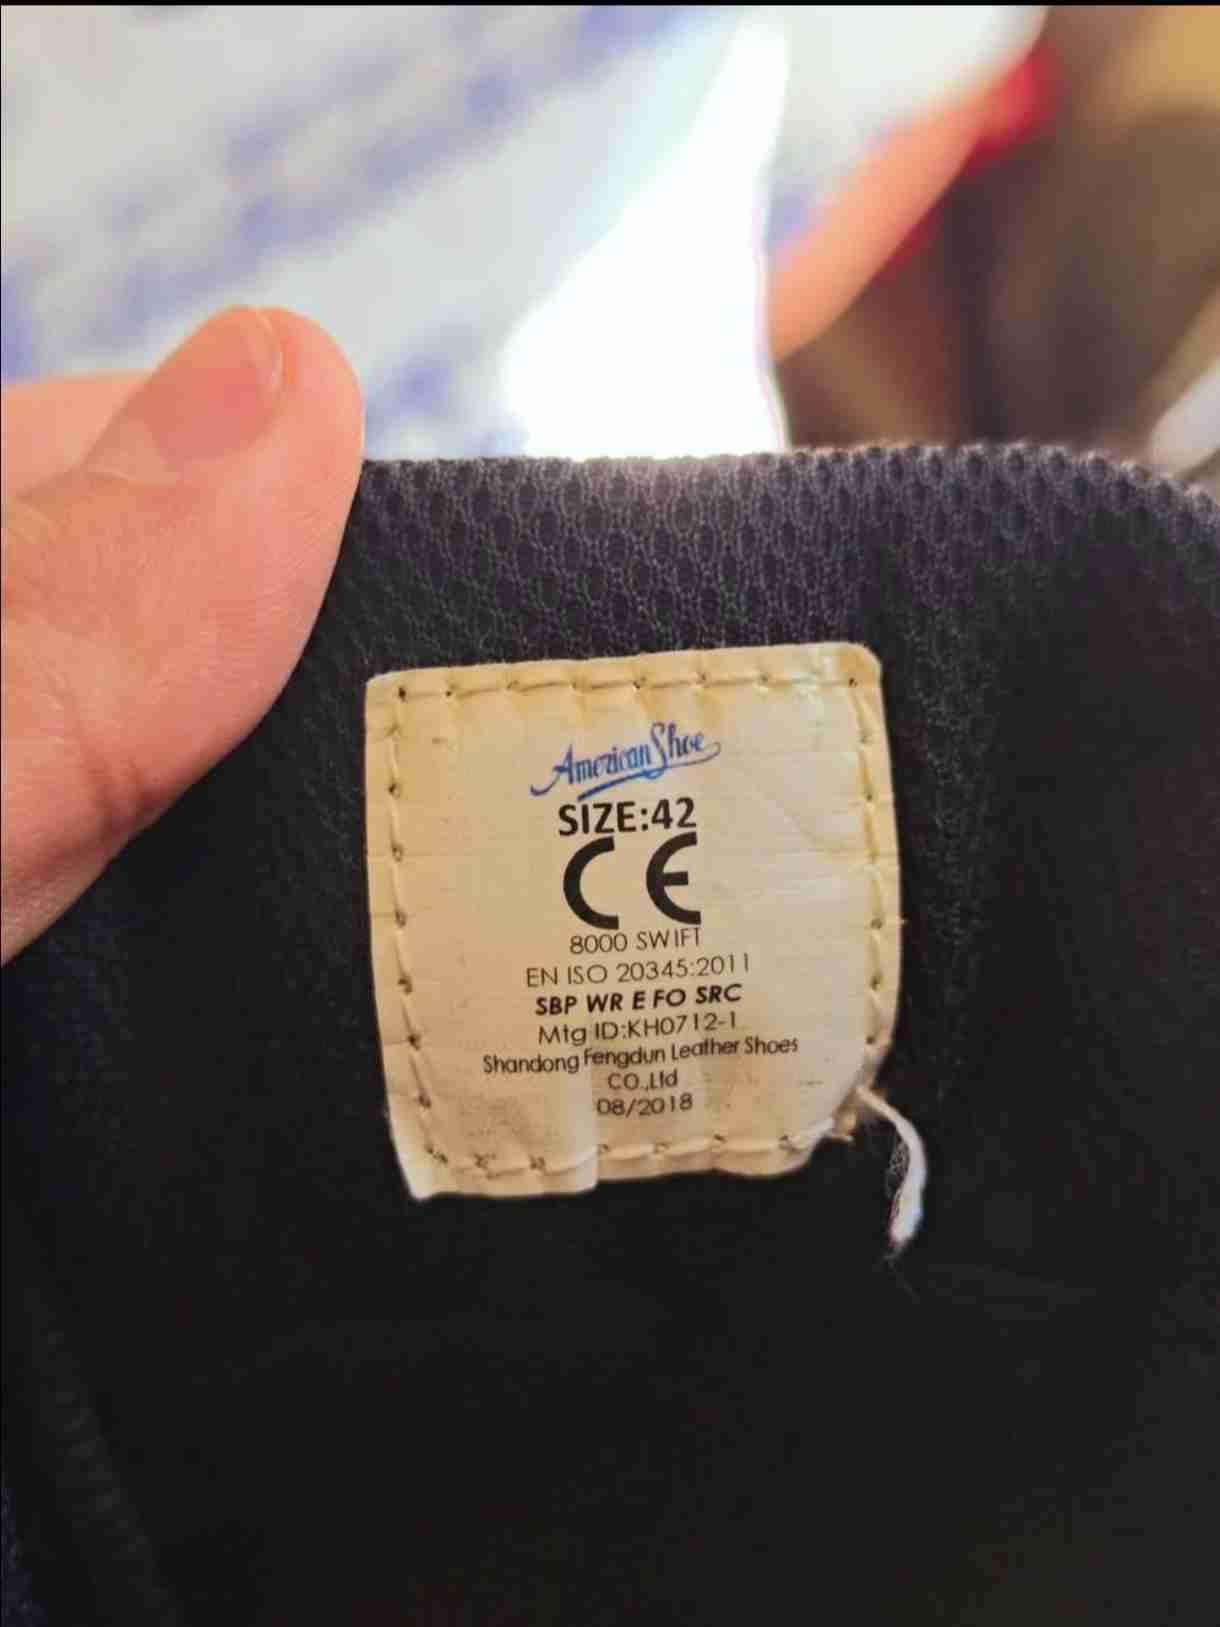 American Shoe
SIZE:42
CE
8000 SWIFT
EN ISO 20345:2011
SBP WR E FO SRC
Mtg ID:KH0712-1
Shandong Fengdun Leather Shoes
CO.,Ltd
08/2018